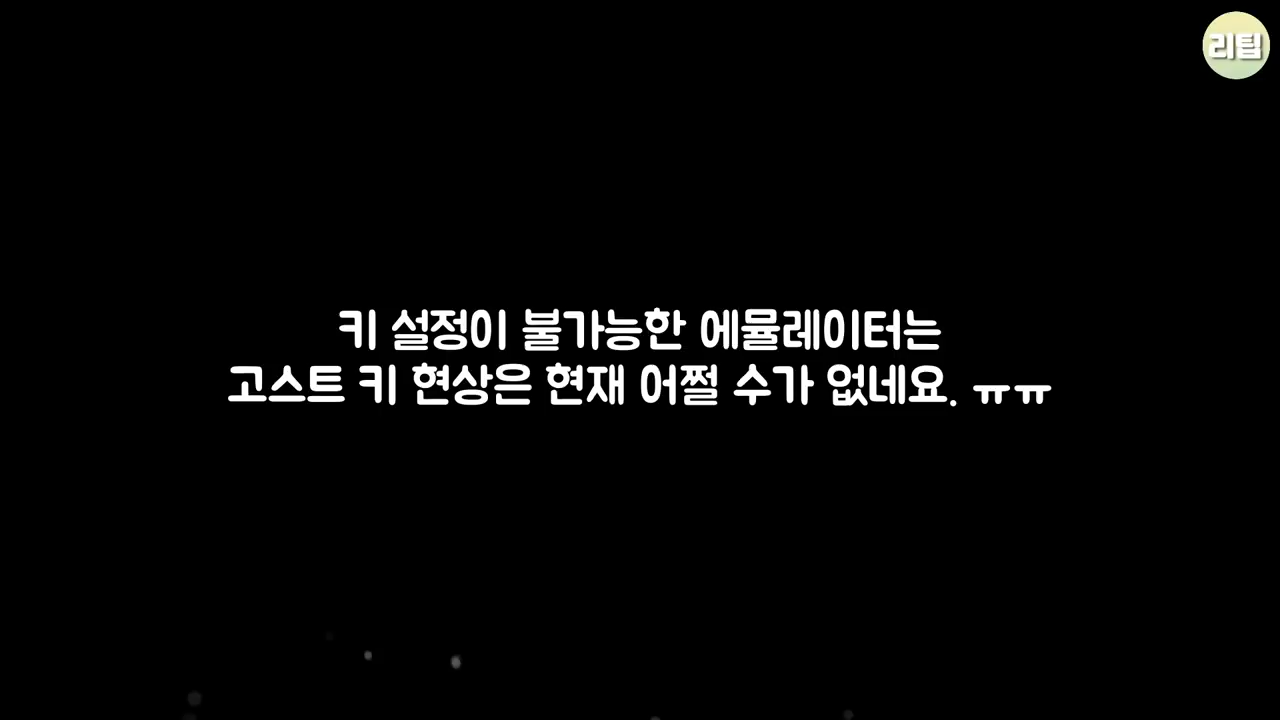 리팁
키 설정이 불가능한 에뮬레이터는
고스트 키 현상은 현재 어쩔 수가 없네요. ㅠㅠ